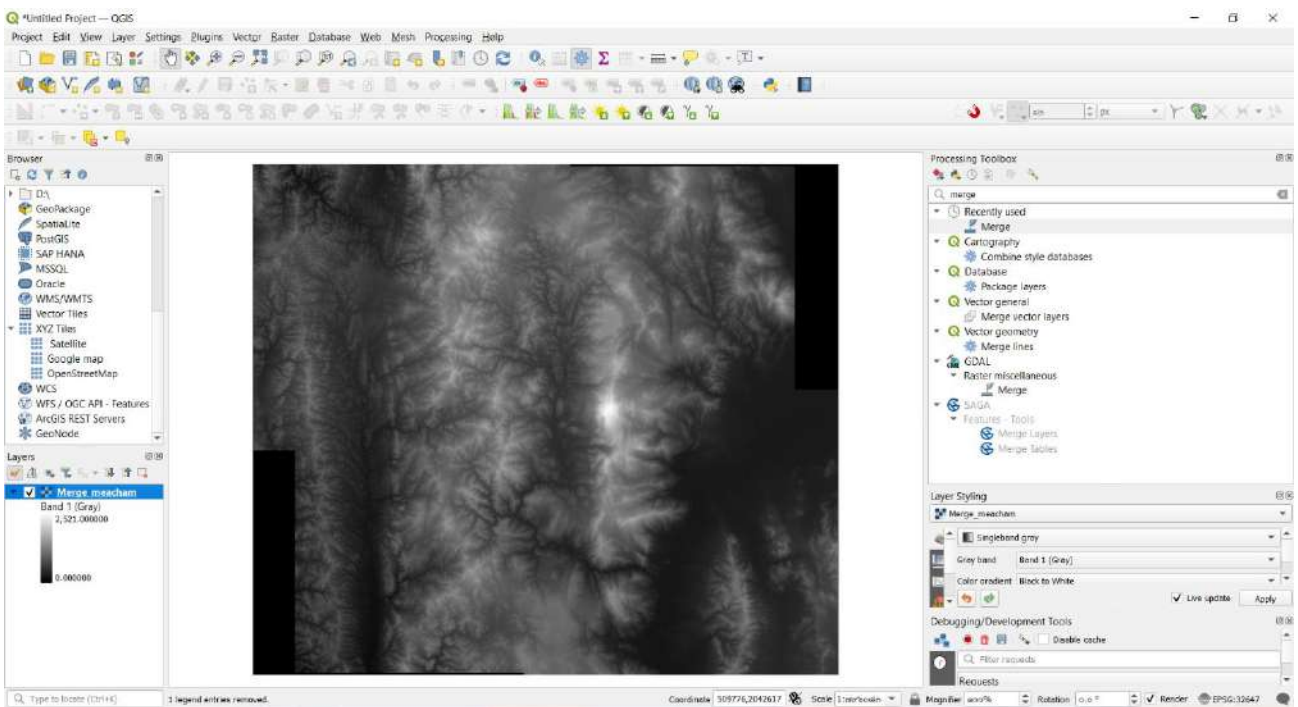 *Untitled Project — QGIS
Project Edit View Layer Settings Plugins Vector Raster Database Web Mesh Processing Help
Browser
D:\
GeoPackage
SpatiaLite
PostGIS
SAP HANA
MSSQL
Oracle
WMS/WMTS
Vector Tiles
XYZ Tiles
Satellite
Google map
OpenStreetMap
WCS
WFS / OGC API - Features
ArcGIS REST Servers
GeoNode
Layers
Merge_meacham
Band 1 (Gray)
2,521.000000
0.000000
Processing Toolbox
merge
Recently used
Merge
Cartography
Combine style databases
Database
Package layers
Vector general
Merge vector layers
Vector geometry
Merge lines
GDAL
Raster miscellaneous
Merge
SAGA
Features - Tools
Merge Layers
Merge Tables
Layer Styling
Merge_meacham
Singleband gray
Gray band Band 1 (Gray)
Color gradient Black to White
Live update Apply
Debugging/Development Tools
Disable cache
Filter requests
Requests
Type to locate (Ctrl+K) 1 legend entries removed. Coordinate 509776,2042617 Scale Magnifier Rotation 0.0 ° Render EPSG:32647